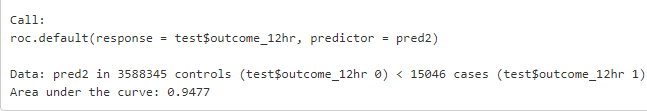 Call:
roc.default(response = test$outcome_12hr, predictor = pred2)
Data: pred2 in 3588345 controls (test$outcome_12hr 0) < 15046 cases (test$outcome_12hr 1)
Area under the curve: 0.9477